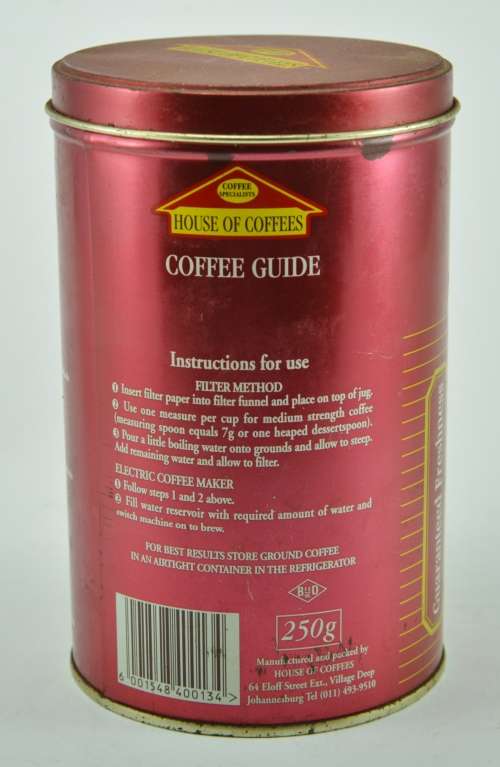 COFFEE
SPECIALISTS
HOUSE OF COFFEES
COFFEE GUIDE
Instructions for use
FILTER METHOD
❶ Insert filter paper into filter funnel and place on top of jug.
❷ Use one measure per cup for medium strength coffee
(measuring spoon equals 7g or one heaped dessertspoon).
❸ Pour a little boiling water onto grounds and allow to steep.
Add remaining water and allow to filter.
ELECTRIC COFFEE MAKER
❶ Follow steps 1 and 2 above.
❷ Fill water reservoir with required amount of water and
switch machine on to brew.
FOR BEST RESULTS STORE GROUND COFFEE
IN AN AIRTIGHT CONTAINER IN THE REFRIGERATOR
250g
Manufactured and packed by
HOUSE OF COFFEES
64 Eloff Street Ext., Village Deep
Johannesburg Tel (011) 493-9510
6 001548 400134 >
Guaranteed Freshness